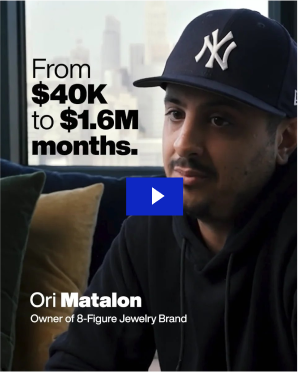 From
$40K
to $1.6M
months.
NY
Ori Matalon
Owner of 8-Figure Jewelry Brand